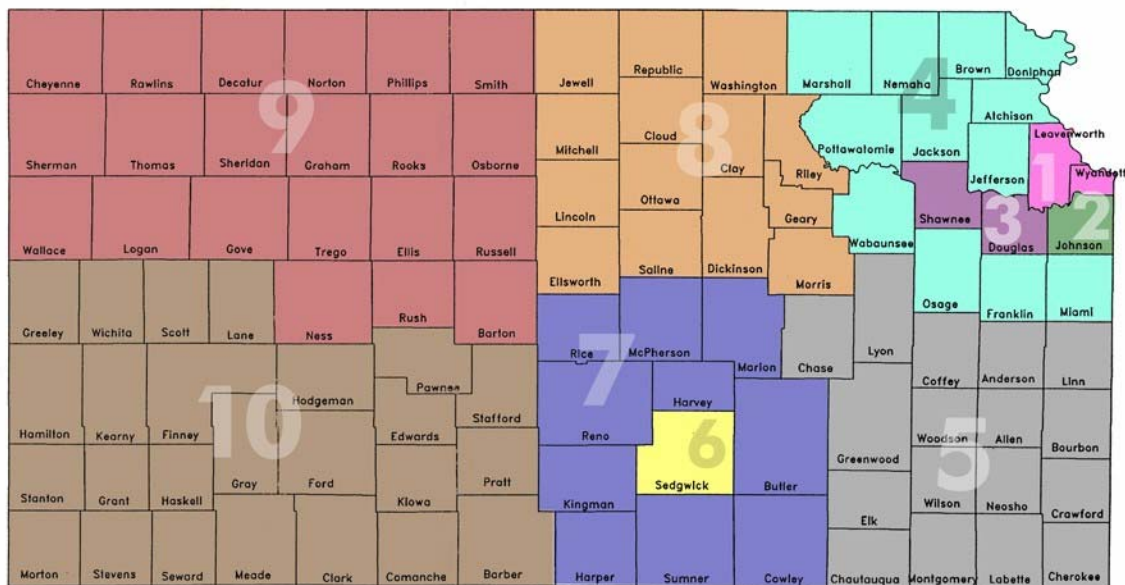 Cheyenne
Rawlins
Decatur
Norton
Phillips
Smith
Jewell
Republic
Washington
Marshall
Nemaha
Brown
Doniphan
9
8
4
Sherman
Thomas
Sheridan
Graham
Rooks
Osborne
Mitchell
Cloud
Clay
Riley
Pottawatomie
Jackson
Atchison
Jefferson
Leavenworth
Wyandott
1
Wallace
Logan
Gove
Trego
Ellis
Russell
Lincoln
Ottawa
Geary
Wabaunsee
Shawnee
3
Douglas
2
Johnson
Ellsworth
Saline
Dickinson
Morris
Osage
Franklin
Miami
Greeley
Wichita
Scott
Lane
Ness
Rush
Barton
Rice
McPherson
Marion
Chase
Lyon
Coffey
Anderson
Linn
7
10
Hamilton
Kearny
Finney
Hodgeman
Pawnee
Edwards
Stafford
Reno
Harvey
6
Sedgwick
Butler
Greenwood
Woodson
Allen
Bourbon
5
Stanton
Grant
Haskell
Gray
Ford
Kiowa
Pratt
Kingman
Elk
Wilson
Neosho
Crawford
Morton
Stevens
Seward
Meade
Clark
Comanche
Barber
Harper
Sumner
Cowley
Chautauqua
Montgomery
Labette
Cherokee